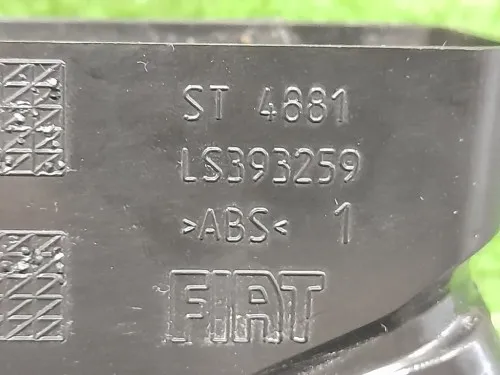 ST 4881
LS393259
>ABS< 1
FIAT